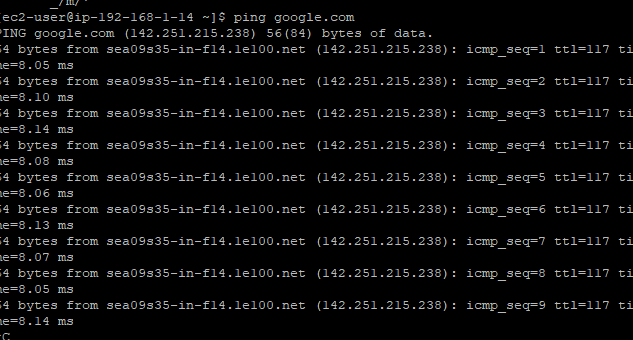 _/m/'
[ec2-user@ip-192-168-1-14 ~]$ ping google.com
PING google.com (142.251.215.238) 56(84) bytes of data.
64 bytes from sea09s35-in-f14.1e100.net (142.251.215.238): icmp_seq=1 ttl=117 ti
me=8.05 ms
64 bytes from sea09s35-in-f14.1e100.net (142.251.215.238): icmp_seq=2 ttl=117 ti
me=8.10 ms
64 bytes from sea09s35-in-f14.1e100.net (142.251.215.238): icmp_seq=3 ttl=117 ti
me=8.14 ms
64 bytes from sea09s35-in-f14.1e100.net (142.251.215.238): icmp_seq=4 ttl=117 ti
me=8.08 ms
64 bytes from sea09s35-in-f14.1e100.net (142.251.215.238): icmp_seq=5 ttl=117 ti
me=8.06 ms
64 bytes from sea09s35-in-f14.1e100.net (142.251.215.238): icmp_seq=6 ttl=117 ti
me=8.13 ms
64 bytes from sea09s35-in-f14.1e100.net (142.251.215.238): icmp_seq=7 ttl=117 ti
me=8.07 ms
64 bytes from sea09s35-in-f14.1e100.net (142.251.215.238): icmp_seq=8 ttl=117 ti
me=8.05 ms
64 bytes from sea09s35-in-f14.1e100.net (142.251.215.238): icmp_seq=9 ttl=117 ti
me=8.14 ms
^C